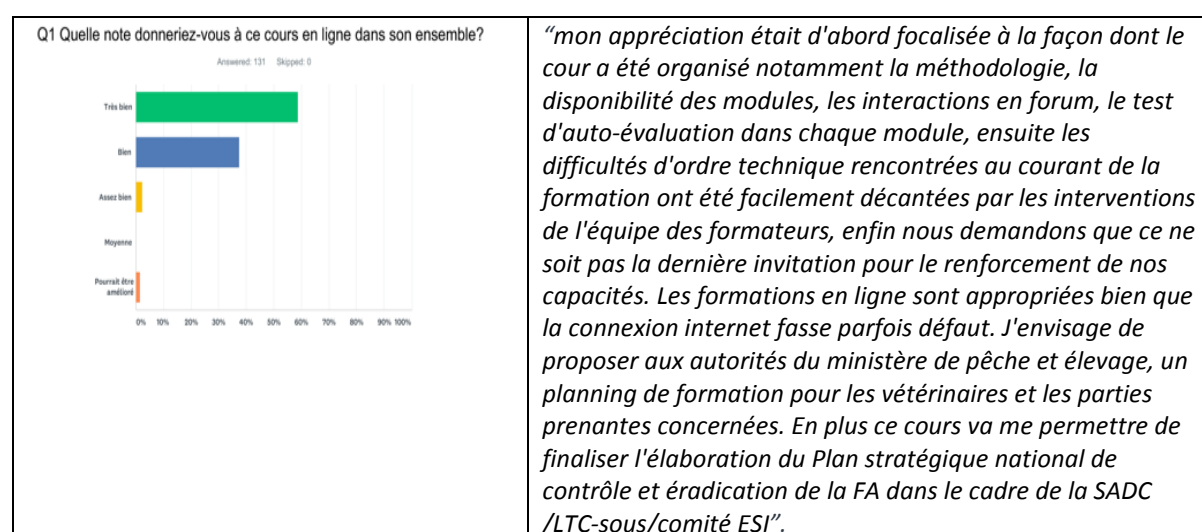 Q1 Quelle note donneriez-vous à ce cours en ligne dans son ensemble?
Answered: 131 Skipped: 0
Très bien
Bien
Assez bien
Moyenne
Pourrait être
amélioré
0% 10% 20% 30% 40% 50% 60% 70% 80% 90% 100%
“mon appréciation était d'abord focalisée à la façon dont le
cour a été organisé notamment la méthodologie, la
disponibilité des modules, les interactions en forum, le test
d'auto-évaluation dans chaque module, ensuite les
difficultés d'ordre technique rencontrées au courant de la
formation ont été facilement décantées par les interventions
de l'équipe des formateurs, enfin nous demandons que ce ne
soit pas la dernière invitation pour le renforcement de nos
capacités. Les formations en ligne sont appropriées bien que
la connexion internet fasse parfois défaut. J'envisage de
proposer aux autorités du ministère de pêche et élevage, un
planning de formation pour les vétérinaires et les parties
prenantes concernées. En plus ce cours va me permettre de
finaliser l'élaboration du Plan stratégique national de
contrôle et éradication de la FA dans le cadre de la SADC
/LTC-sous/comité ESI”.